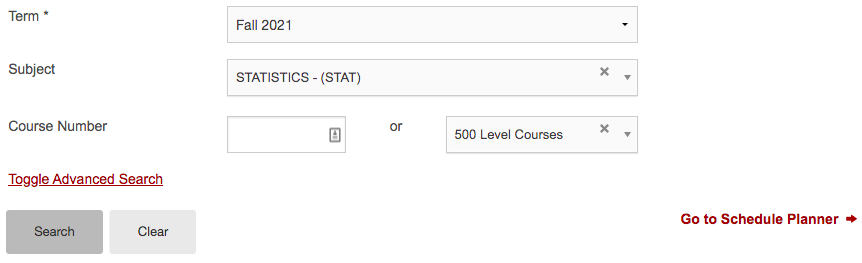 Term *
Fall 2021
Subject
STATISTICS - (STAT)
Course Number
or
500 Level Courses
Toggle Advanced Search
Search
Clear
Go to Schedule Planner